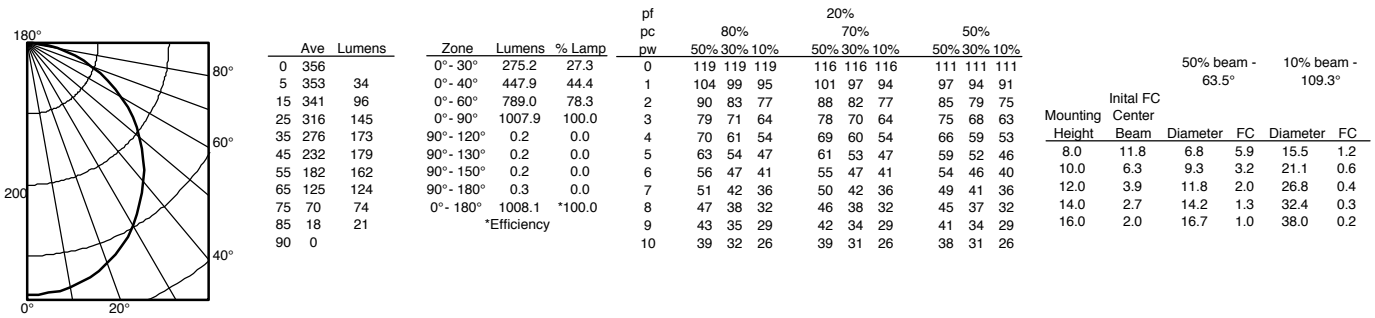 180°
80°
60°
200
40°
0° 20°
Ave Lumens
0 356
5 353 34
15 341 96
25 316 145
35 276 173
45 232 179
55 182 162
65 125 124
75 70 74
85 18 21
90 0
Zone Lumens % Lamp
0°- 30° 275.2 27.3
0°- 40° 447.9 44.4
0°- 60° 789.0 78.3
0°- 90° 1007.9 100.0
90°- 120° 0.2 0.0
90°- 130° 0.2 0.0
90°- 150° 0.2 0.0
90°- 180° 0.3 0.0
0°- 180° 1008.1 *100.0
*Efficiency
pf 20%
pc 80% 70% 50%
pw 50% 30% 10% 50% 30% 10% 50% 30% 10%
0 119 119 119 116 116 116 111 111 111
1 104 99 95 101 97 94 97 94 91
2 90 83 77 88 82 77 85 79 75
3 79 71 64 78 70 64 75 68 63
4 70 61 54 69 60 54 66 59 53
5 63 54 47 61 53 47 59 52 46
6 56 47 41 55 47 41 54 46 40
7 51 42 36 50 42 36 49 41 36
8 47 38 32 46 38 32 45 37 32
9 43 35 29 42 34 29 41 34 29
10 39 32 26 39 31 26 38 31 26
50% beam - 10% beam -
63.5° 109.3°
Inital FC
Mounting Center
Height Beam Diameter FC Diameter FC
8.0 11.8 6.8 5.9 15.5 1.2
10.0 6.3 9.3 3.2 21.1 0.6
12.0 3.9 11.8 2.0 26.8 0.4
14.0 2.7 14.2 1.3 32.4 0.3
16.0 2.0 16.7 1.0 38.0 0.2